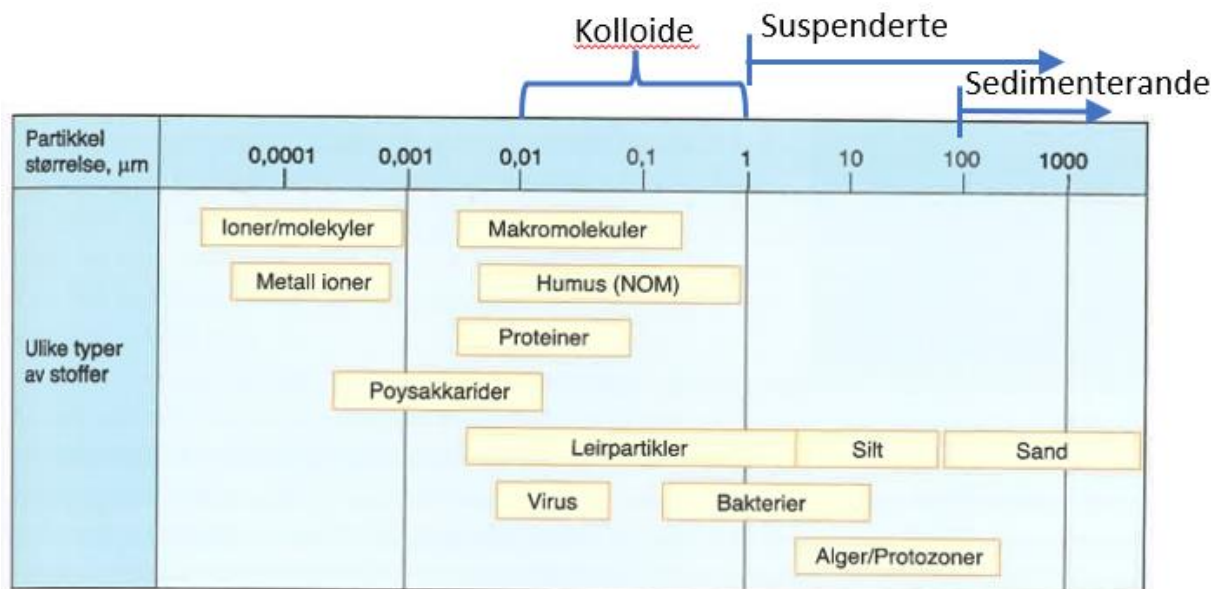 Kolloide
Suspenderte
Sedimenterande
Partikkel
størrelse, μm
0,0001 0,001 0,01 0,1 1 10 100 1000
Ulike typer
av stoffer
Ioner/molekyler
Makromolekuler
Metall ioner
Humus (NOM)
Proteiner
Poysakkarider
Leirpartikler
Silt
Sand
Virus
Bakterier
Alger/Protozoner